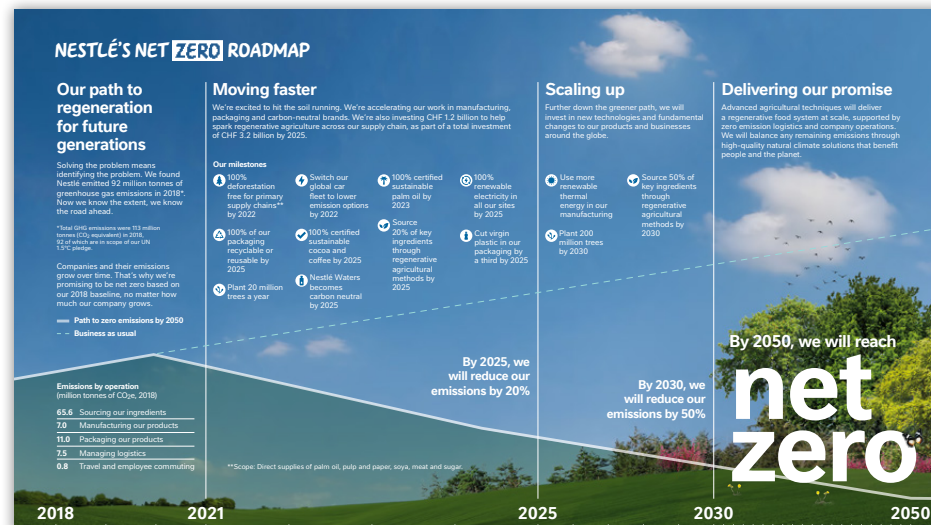 NESTLÉ'S NET ZERO ROADMAP
Our path to
regeneration
for future
generations
Solving the problem means
identifying the problem. We found
Nestlé emitted 92 million tonnes of
greenhouse gas emissions in 2018*.
Now we know the extent, we know
the road ahead.
*Total GHG emissions were 113 million
tonnes (CO₂ equivalent) in 2018,
92 of which are in scope of our UN
1.5°C pledge.
Companies and their emissions
grow over time. That's why we're
promising to be net zero based on
our 2018 baseline, no matter how
much our company grows.
Path to zero emissions by 2050
Business as usual
Emissions by operation
(million tonnes of CO₂e, 2018)
65.6 Sourcing our ingredients
7.0 Manufacturing our products
11.0 Packaging our products
7.5 Managing logistics
0.8 Travel and employee commuting
Moving faster
We're excited to hit the soil running. We're accelerating our work in manufacturing,
packaging and carbon-neutral brands. We're also investing CHF 1.2 billion to help
spark regenerative agriculture across our supply chain, as part of a total investment
of CHF 3.2 billion by 2025.
Our milestones
100%
deforestation
free for primary
supply chains**
by 2022
100% of our
packaging
recyclable or
reusable by
2025
Plant 20 million
trees a year
Switch our
global car
fleet to lower
emission options
by 2022
100% certified
sustainable
cocoa and
coffee by 2025
Nestlé Waters
becomes
carbon neutral
by 2025
100% certified
sustainable
palm oil by
2023
Source
20% of key
ingredients
through
regenerative
agricultural
methods by
2025
100%
renewable
electricity in
all our sites
by 2025
Cut virgin
plastic in our
packaging by
a third by 2025
By 2025, we
will reduce our
emissions by 20%
**Scope: Direct supplies of palm oil, pulp and paper, soya, meat and sugar.
Scaling up
Further down the greener path, we will
invest in new technologies and fundamental
changes to our products and businesses
around the globe.
Use more
renewable
thermal
energy in our
manufacturing
Plant 200
million trees
by 2030
Source 50% of
key ingredients
through
regenerative
agricultural
methods by
2030
By 2030, we
will reduce our
emissions by 50%
Delivering our promise
Advanced agricultural techniques will deliver
a regenerative food system at scale, supported by
zero emission logistics and company operations.
We will balance any remaining emissions through
high-quality natural climate solutions that benefit
people and the planet.
By 2050, we will reach
net
zero
2018 2021 2025 2030 2050